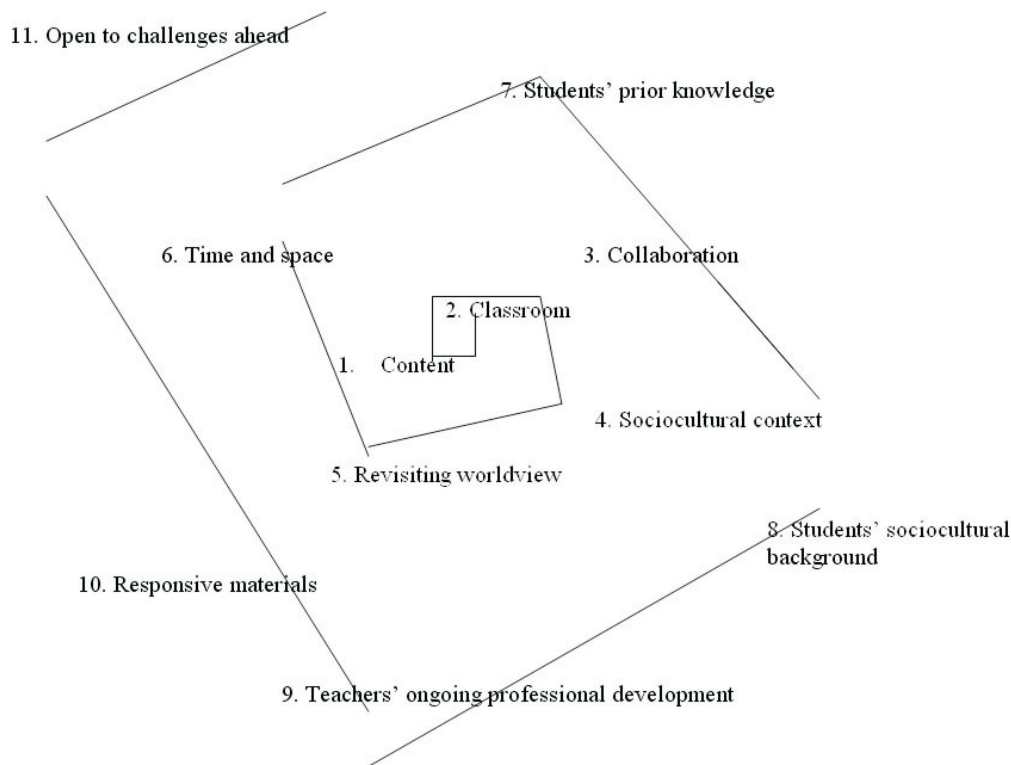 11. Open to challenges ahead
7. Students’ prior knowledge
6. Time and space
3. Collaboration
2. Classroom
1. Content
4. Sociocultural context
5. Revisiting worldview
8. Students’ sociocultural
background
10. Responsive materials
9. Teachers’ ongoing professional development